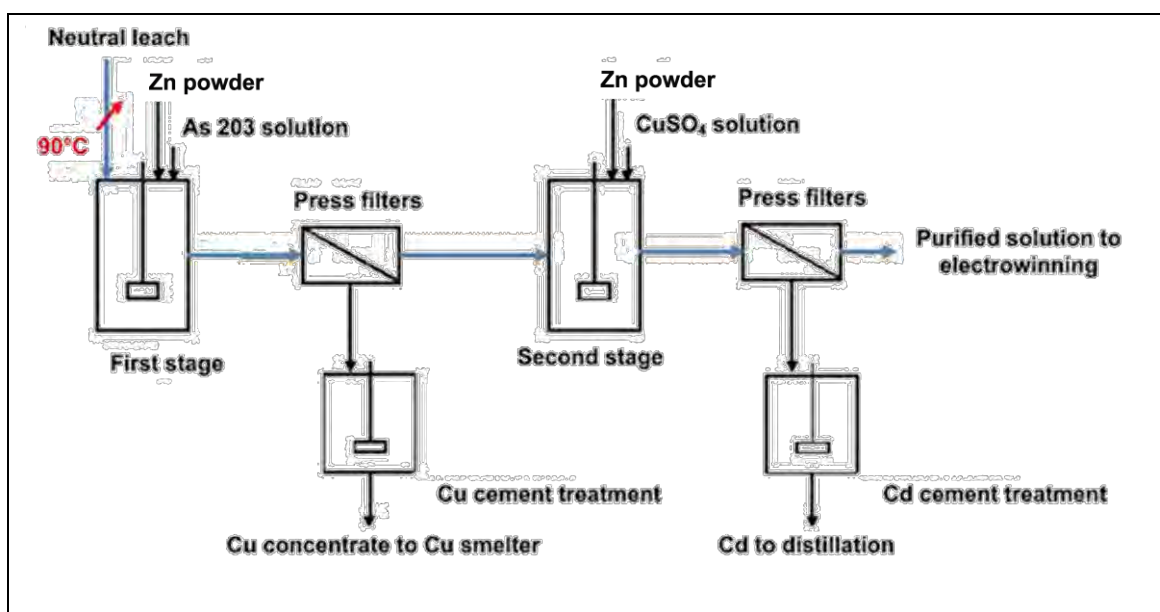 Neutral leach
Zn powder
Zn powder
As 203 solution
CuSO₄ solution
90°C
Press filters
Press filters
Purified solution to
electrowinning
First stage
Second stage
Cu cement treatment
Cd cement treatment
Cu concentrate to Cu smelter
Cd to distillation